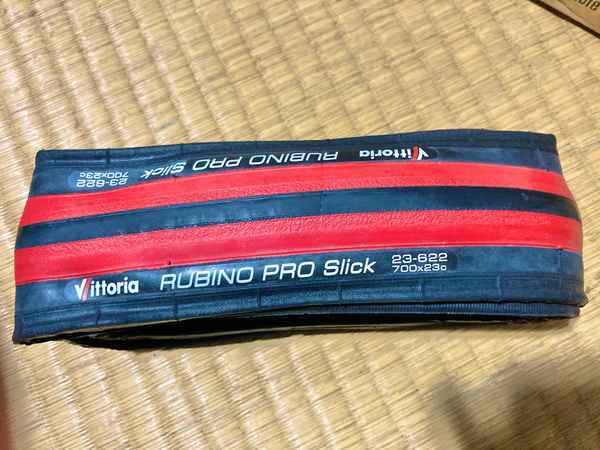 Vittoria RUBINO PRO Slick 23-622
700x23c
Vittoria RUBINO PRO Slick 23-622
700x23c